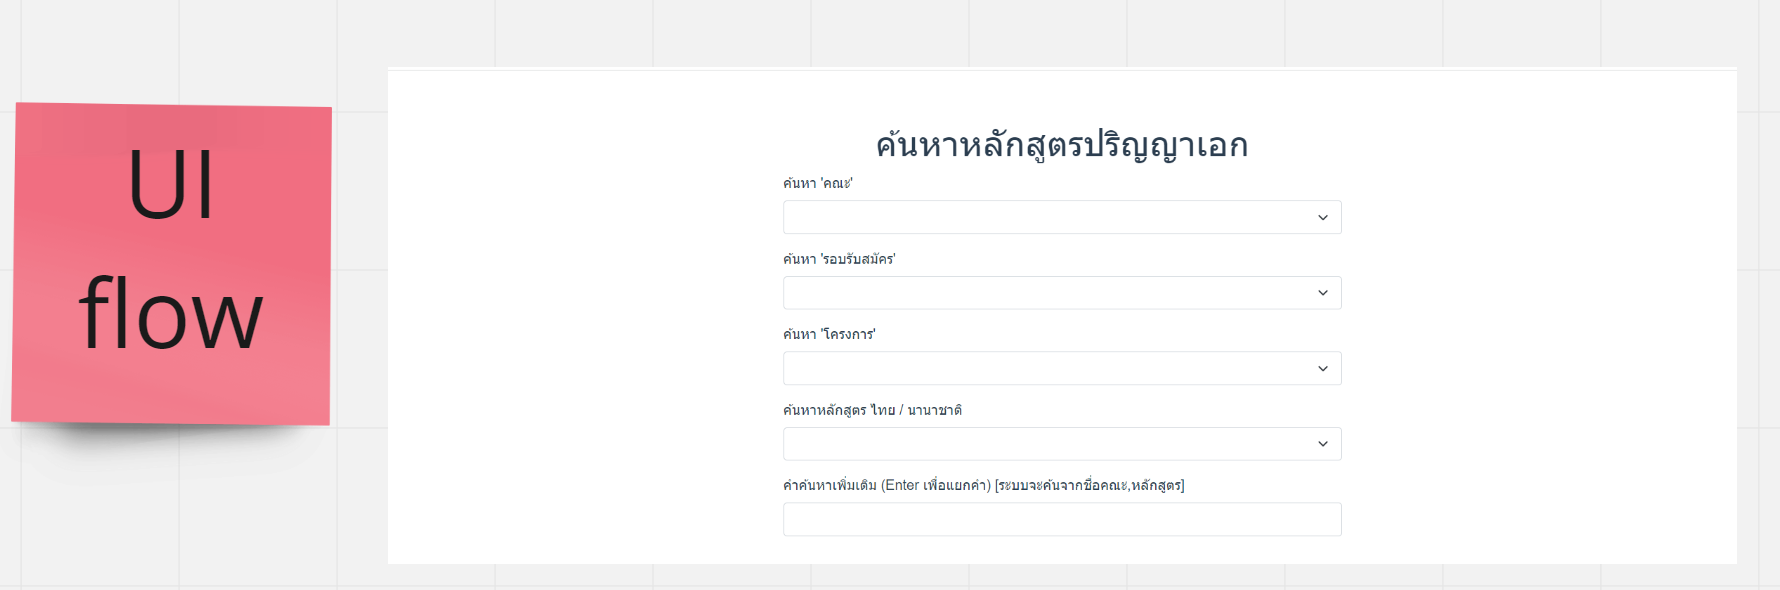 UI
flow
ค้นหาหลักสูตรปริญญาเอก
ค้นหา 'คณะ'
ค้นหา 'รอบรับสมัคร'
ค้นหา 'โครงการ'
ค้นหาหลักสูตร ไทย / นานาชาติ
คำค้นหาเพิ่มเติม (Enter เพื่อแยกคำ) [ระบบจะค้นจากชื่อคณะ,หลักสูตร]